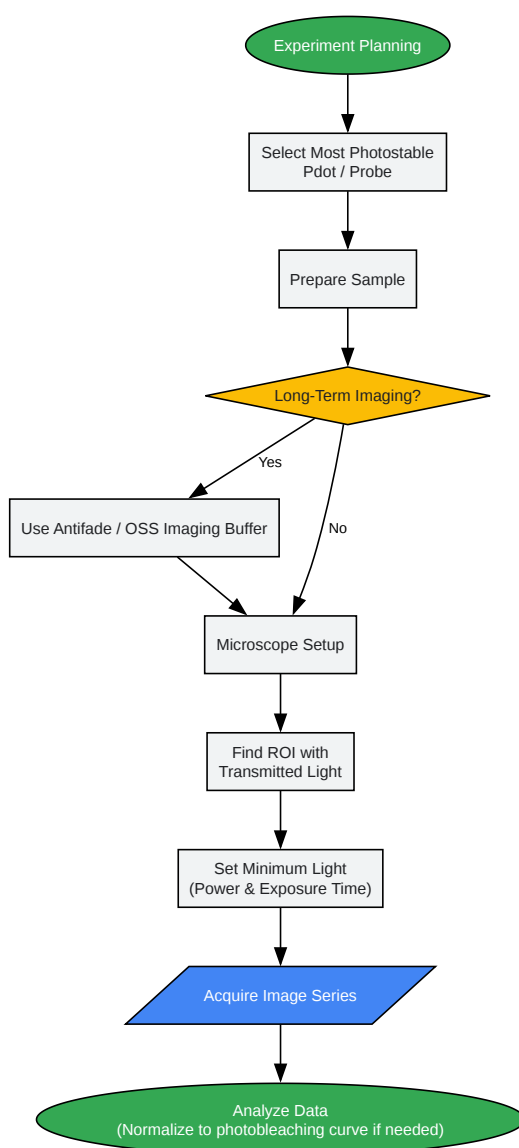 Experiment Planning
Select Most Photostable
Pdot / Probe
Prepare Sample
Long-Term Imaging?
Yes
Use Antifade / OSS Imaging Buffer
No
Microscope Setup
Find ROI with
Transmitted Light
Set Minimum Light
(Power & Exposure Time)
Acquire Image Series
Analyze Data
(Normalize to photobleaching curve if needed)